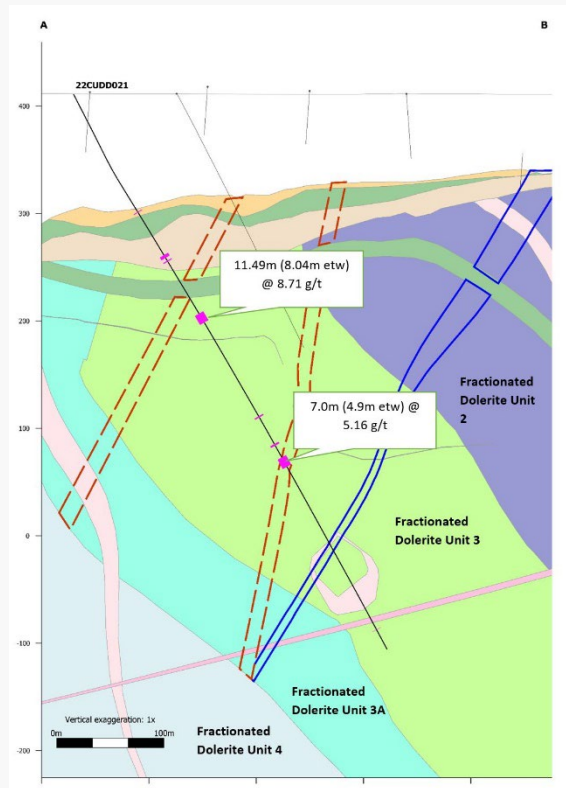 A
B
22CUDD021
400
300
11.49m (8.04m etw)
@ 8.71 g/t
200
7.0m (4.9m etw) @
5.16 g/t
Fractionated
Dolerite Unit
2
100
Fractionated
Dolerite Unit 3
0
-100
Fractionated
Dolerite Unit 3A
Vertical exaggeration: 1x
0m
100m
Fractionated
Dolerite Unit 4
-200